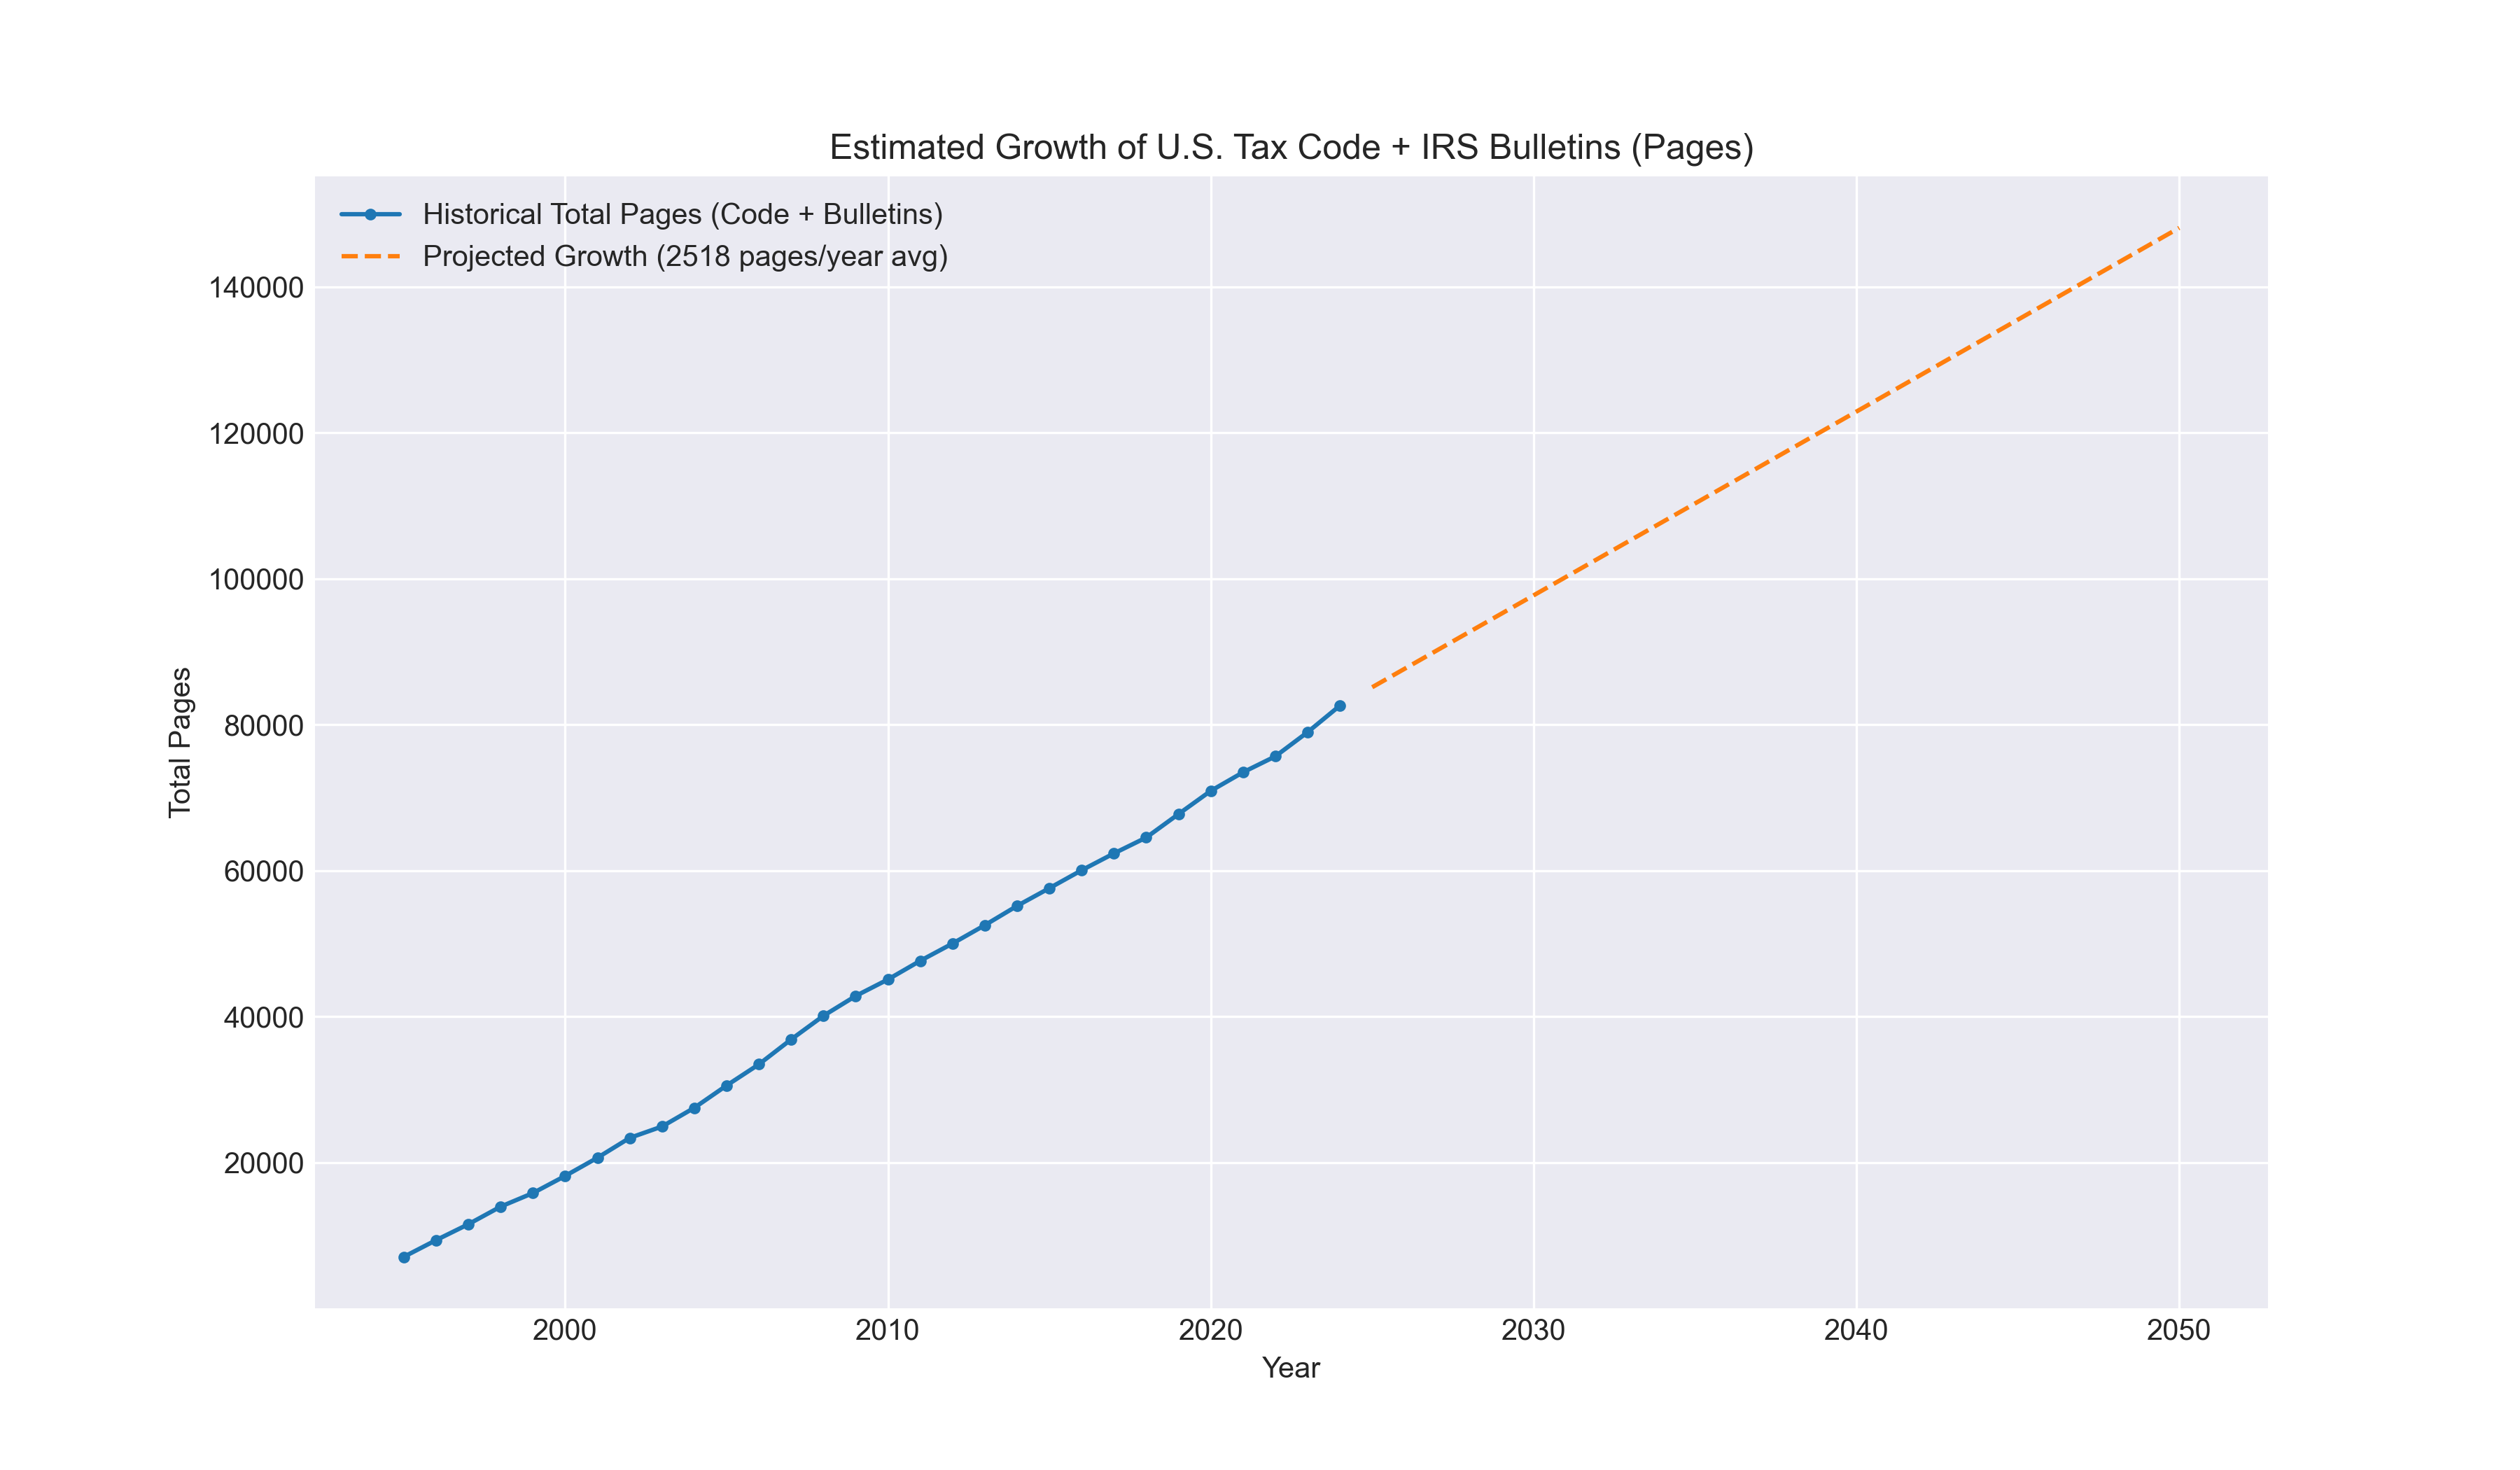 Estimated Growth of U.S. Tax Code + IRS Bulletins (Pages)
Historical Total Pages (Code + Bulletins)
Projected Growth (2518 pages/year avg)
140000
120000
100000
80000
60000
40000
20000
Total Pages
2000 2010 2020 2030 2040 2050
Year